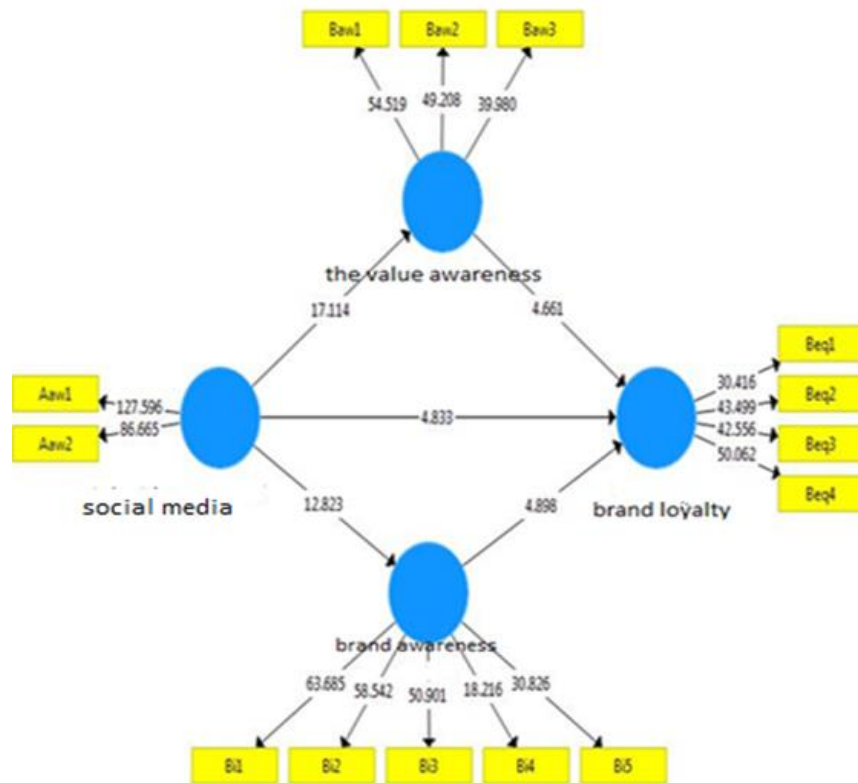 Baw1 Baw2 Baw3
54.519 49.208 39.980
the value awareness
17.114 4.661
Beq1
Aaw1 30.416 Beq2
127.596 4.833 43.499
86.665 42.556 Beq3
Aaw2 50.062
Beq4
social media 12.823 4.898 brand loyalty
brand awareness
63.685 58.542 50.901 18.216 30.826
Bi1 Bi2 Bi3 Bi4 Bi5